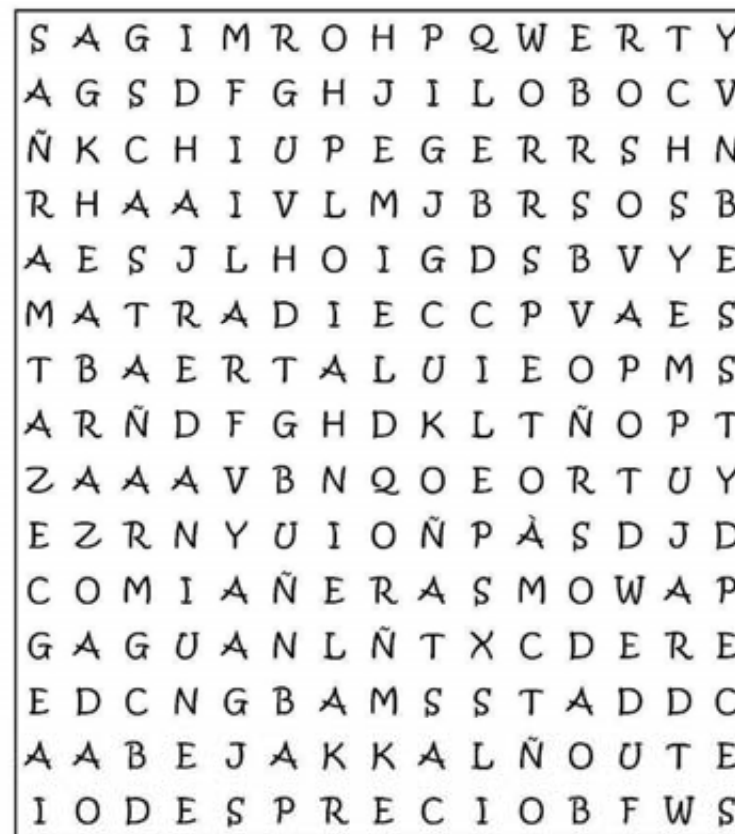 S A G I M R O H P Q W E R T Y
A G S D F G H J I L O B O C V
Ñ K C H I U P E G E R R S H N
R H A A I V L M J B R S O S B
A E S J L H O I G D S B V Y E
M A T R A D I E C C P V A E S
T B A E R T A L U I E O P M S
A R Ñ D F G H D K L T Ñ O P T
Z A A A V B N Q O E O R T U Y
E Z R N Y U I O Ñ P À S D J D
C O M I A Ñ E R A S M O W A P
G A G U A N L Ñ T X C D E R E
E D C N G B A M S S T A D D C
A A B E J A K K A L Ñ O U T E
I O D E S P R E C I O B F W S